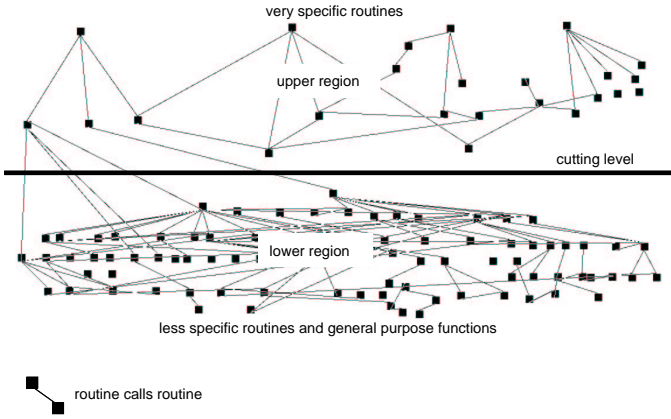 very specific routines
upper region
cutting level
lower region
less specific routines and general purpose functions
routine calls routine